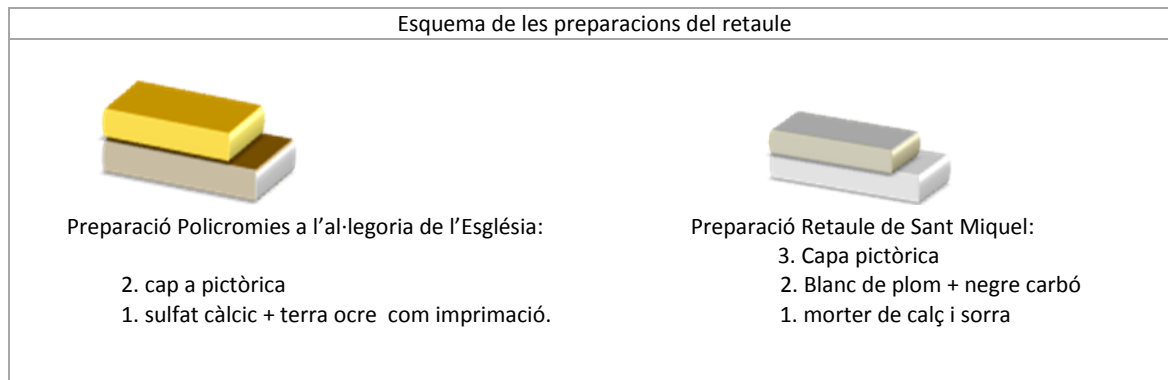 Esquema de les preparacions del retaule
Preparació Policromies a l'al·legoria de l'Església:
2. cap a pictòrica
1. sulfat càlcic + terra ocre com imprimació.
Preparació Retaule de Sant Miquel:
3. Capa pictòrica
2. Blanc de plom + negre carbó
1. morter de calç i sorra